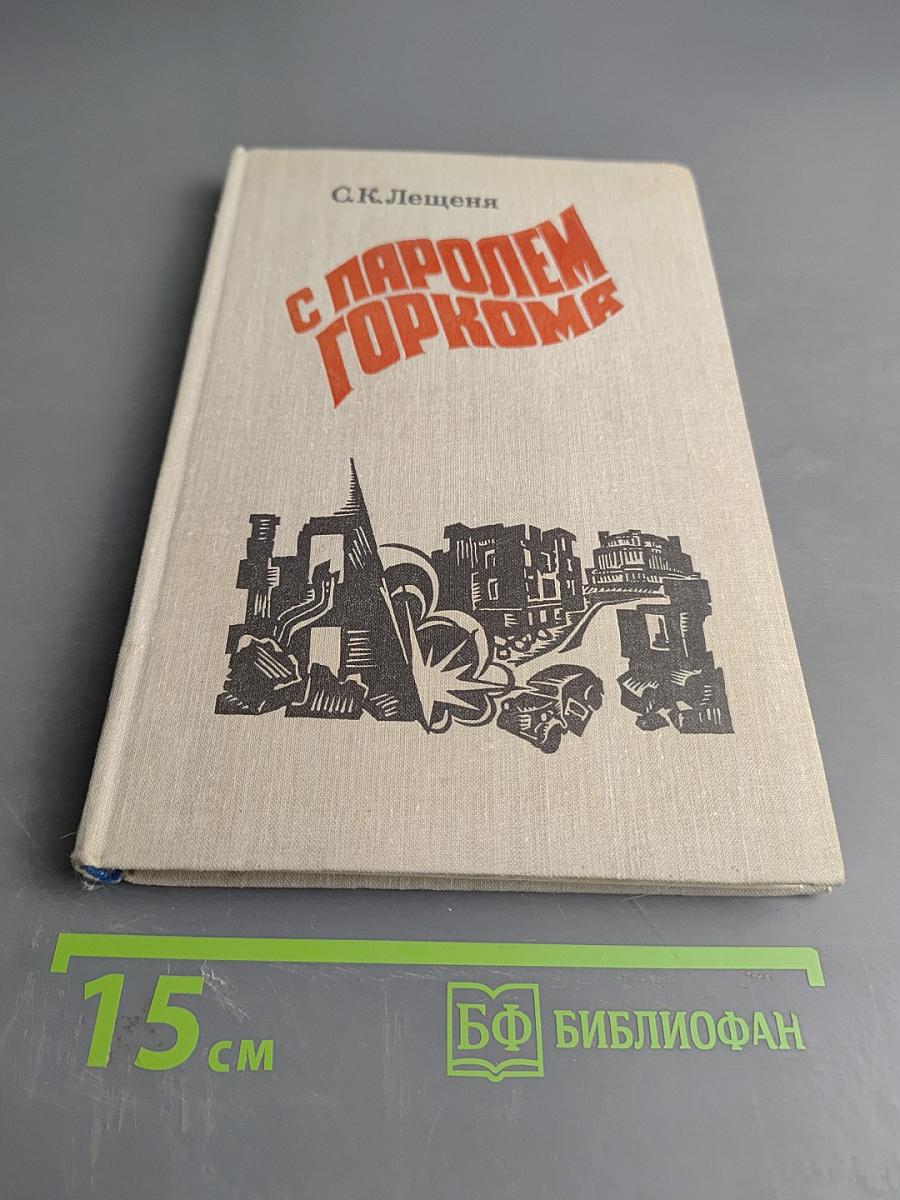 С. К. Лещеня
С ПАРОЛЕМ
ГОРКОМА
15 см
БФ БИБЛИОФАН